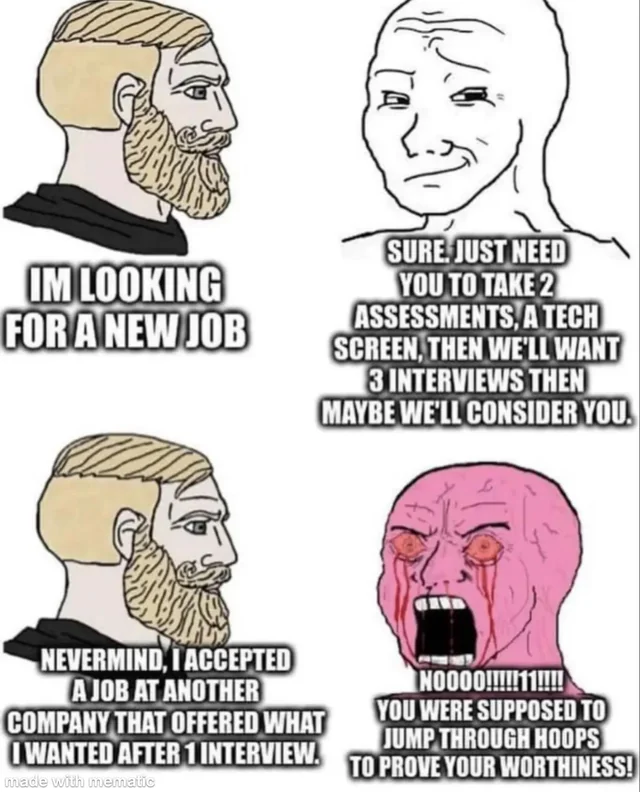 IM LOOKING
FOR A NEW JOB
SURE. JUST NEED
YOU TO TAKE 2
ASSESSMENTS, A TECH
SCREEN, THEN WE'LL WANT
3 INTERVIEWS THEN
MAYBE WE'LL CONSIDER YOU.
NEVERMIND, I ACCEPTED
A JOB AT ANOTHER
COMPANY THAT OFFERED WHAT
I WANTED AFTER 1 INTERVIEW.
NOOOO!!!!!11!!!!
YOU WERE SUPPOSED TO
JUMP THROUGH HOOPS
TO PROVE YOUR WORTHINESS!
made with mematic